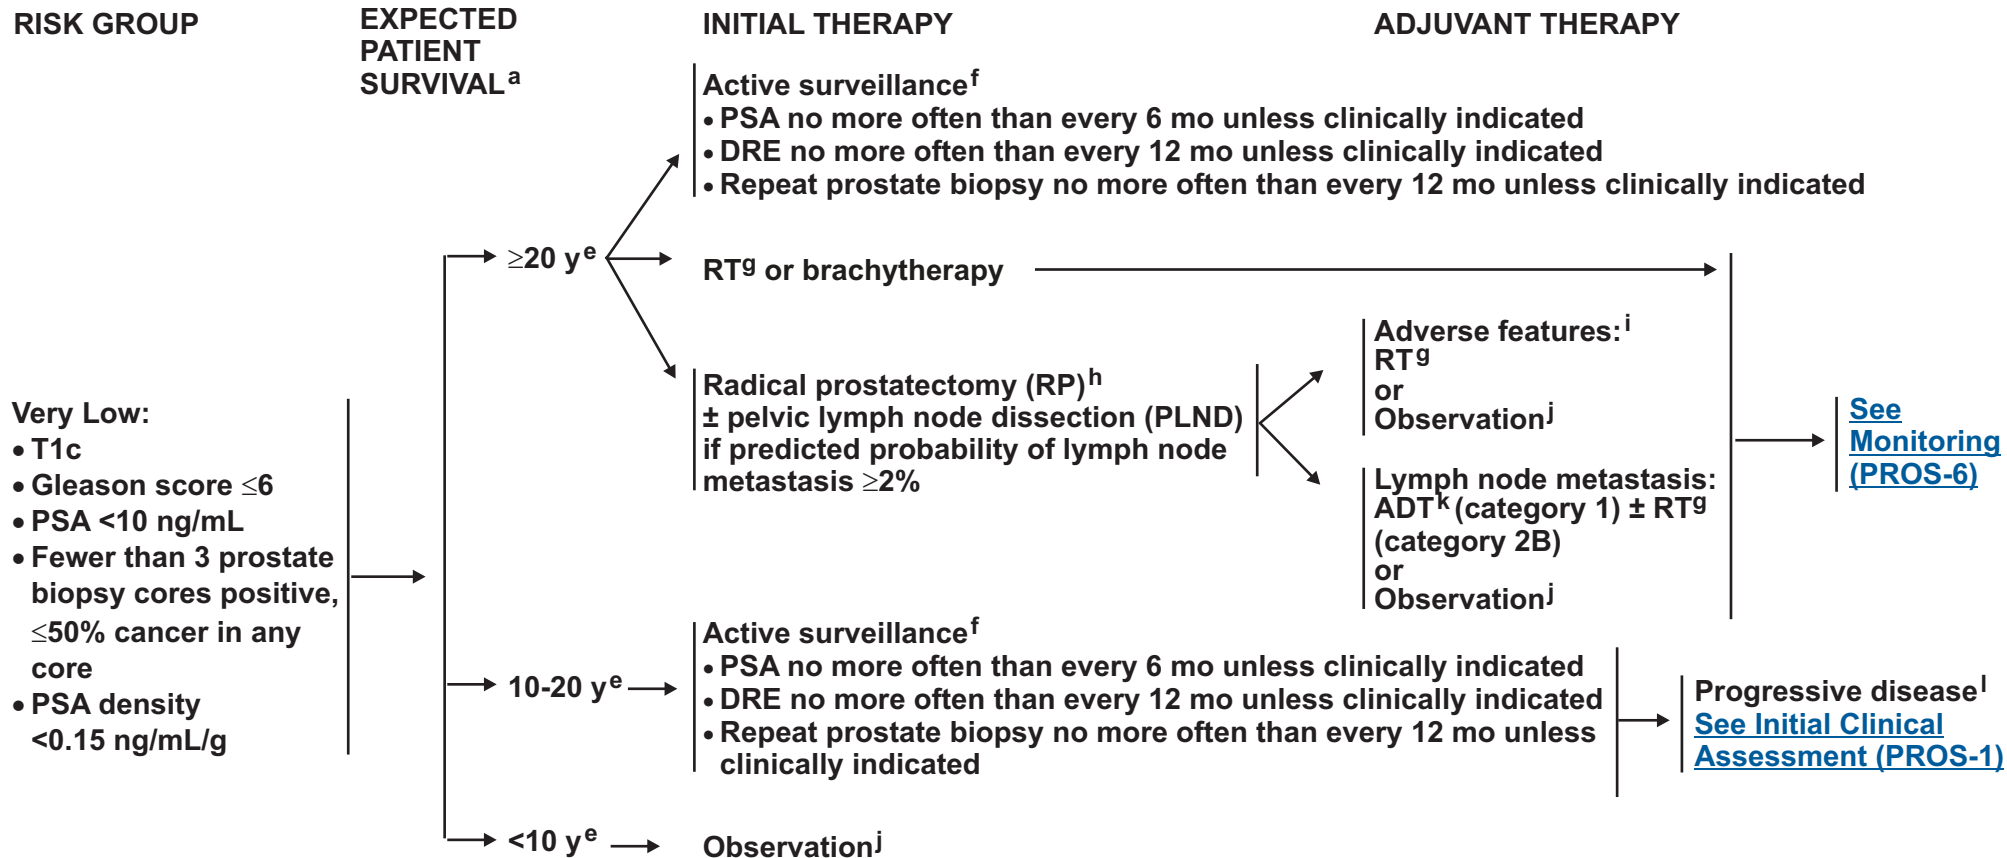 RISK GROUP
EXPECTED
PATIENT
SURVIVALᵃ
INITIAL THERAPY
ADJUVANT THERAPY
Very Low:
• T1c
• Gleason score ≤6
• PSA <10 ng/mL
• Fewer than 3 prostate
biopsy cores positive,
≤50% cancer in any
core
• PSA density
<0.15 ng/mL/g
≥20 yᵉ
Active surveillanceᶠ
• PSA no more often than every 6 mo unless clinically indicated
• DRE no more often than every 12 mo unless clinically indicated
• Repeat prostate biopsy no more often than every 12 mo unless clinically indicated
RTᵍ or brachytherapy
Radical prostatectomy (RP)ʰ
± pelvic lymph node dissection (PLND)
if predicted probability of lymph node
metastasis ≥2%
Adverse features:ⁱ
RTᵍ
or
Observationʲ
Lymph node metastasis:
ADTᵏ (category 1) ± RTᵍ
(category 2B)
or
Observationʲ
See
Monitoring
(PROS-6)
10-20 yᵉ
Active surveillanceᶠ
• PSA no more often than every 6 mo unless clinically indicated
• DRE no more often than every 12 mo unless clinically indicated
• Repeat prostate biopsy no more often than every 12 mo unless
clinically indicated
Progressive diseaseˡ
See Initial Clinical
Assessment (PROS-1)
<10 yᵉ
Observationʲ